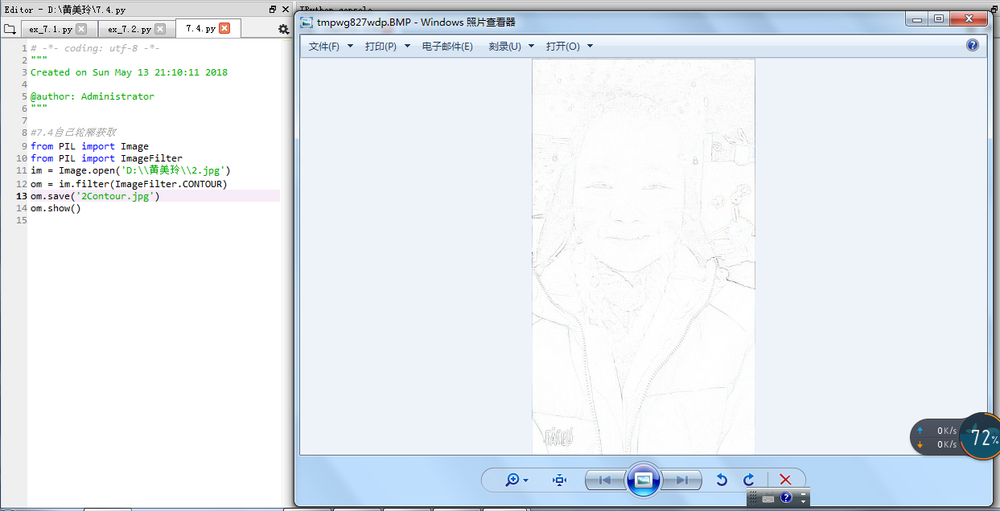 Editor - D:\黄美玲\7.4.py
IPython console
ex_7.1.py
ex_7.2.py
7.4.py
1 # -*- coding: utf-8 -*-
2 """
3 Created on Sun May 13 21:10:11 2018
4
5 @author: Administrator
6 """
7
8 #7.4自己轮廓获取
9 from PIL import Image
10 from PIL import ImageFilter
11 im = Image.open('D:\\黄美玲\\2.jpg')
12 om = im.filter(ImageFilter.CONTOUR)
13 om.save('2Contour.jpg')
14 om.show()
15
tmpwg827wdp.BMP - Windows 照片查看器
文件(F) 打印(P) 电子邮件(E) 刻录(U) 打开(O)
FACEU
0K/s
0K/s
72%